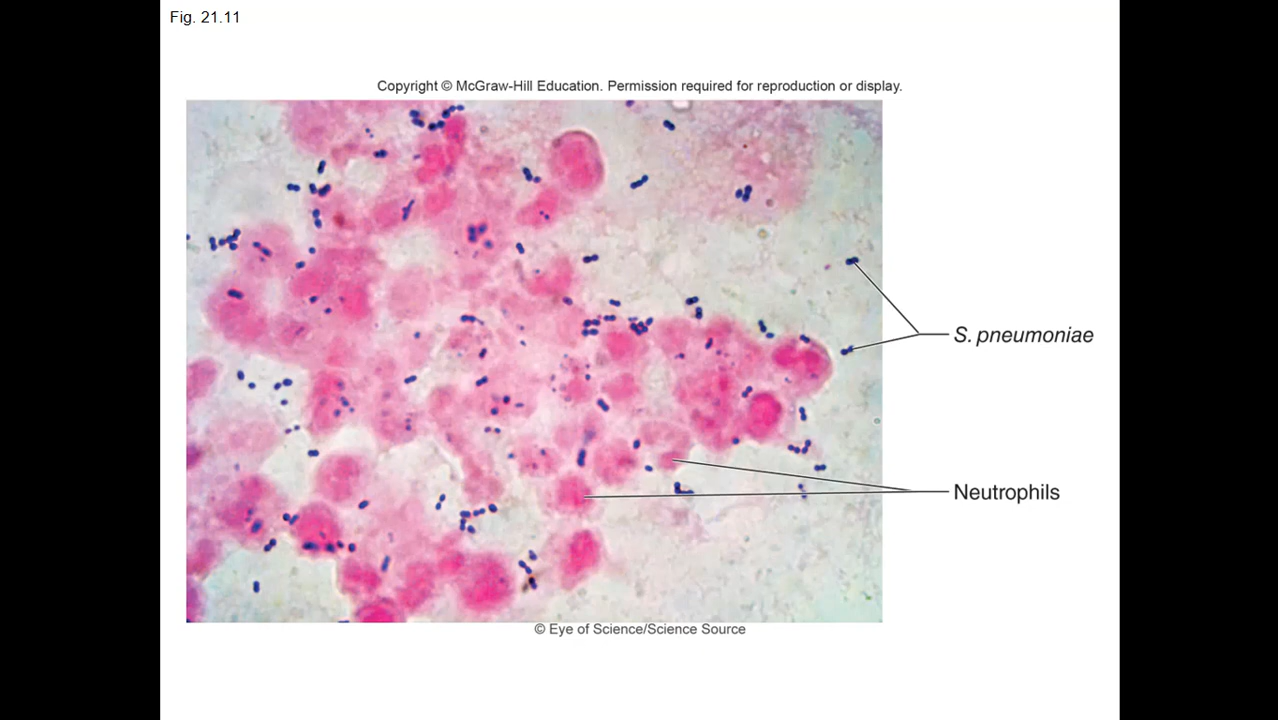 Fig. 21.11
Copyright © McGraw-Hill Education. Permission required for reproduction or display.
S. pneumoniae
Neutrophils
© Eye of Science/Science Source